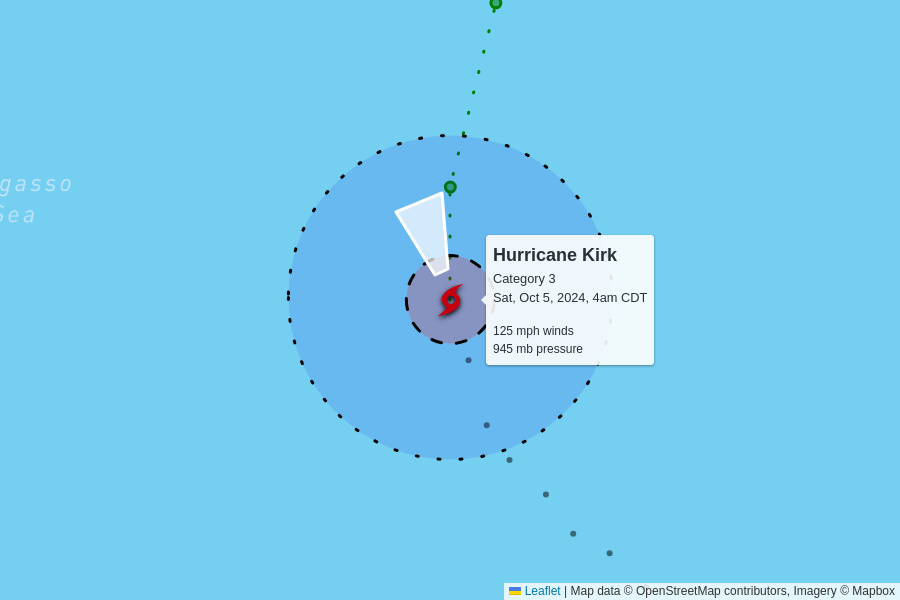 gasso
Sea
Hurricane Kirk
Category 3
Sat, Oct 5, 2024, 4am CDT
125 mph winds
945 mb pressure
Leaflet | Map data © OpenStreetMap contributors, Imagery © Mapbox